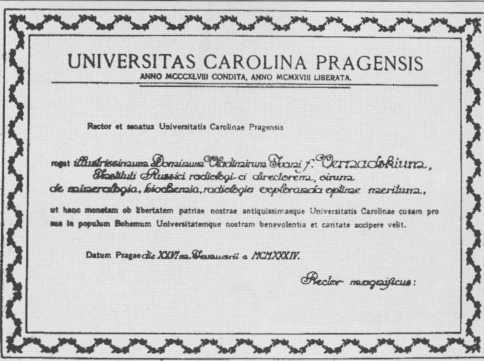 UNIVERSITAS CAROLINA PRAGENSIS
ANNO MCCCXLVIII CONDITA, ANNO MCMXVIII LIBERATA.
Rector et senatus Universitatis Carolinae Pragensis
rogat illustrissimum Dominum Vladimirum Ivani f. Vernadskium,
Instituti Russici radiologici directorem, virum
de mineralogia, biochemia, radiologia exploranda optime meritum,
ut hanc monetam ob libertatem patriae nostrae antiquissimaeque Universitatis Carolinae cusam pro
sua in populum Bohemum Universitatemque nostram benevolentia et caritate accipere velit.
Datum Pragae die XXVI m. Januarii a MCMXXXIV.
Rector magnificus: